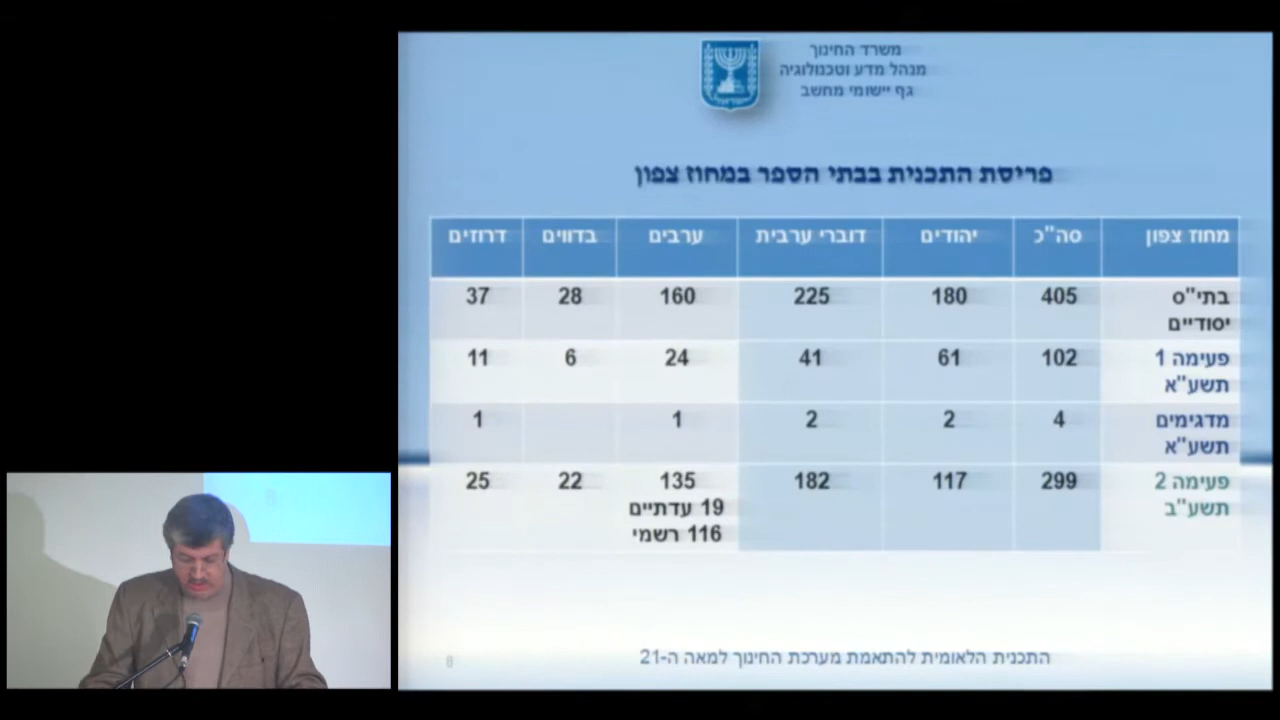 משרד החינוך
מנהל מדע וטכנולוגיה
גף יישומי מחשב
פריסת התכנית בבתי הספר במחוז צפון
מחוז צפון סה"כ יהודים דוברי ערבית ערבים בדווים דרוזים
בתי"ס יסודיים 405 180 225 160 28 37
פעימה 1 תשע"א 102 61 41 24 6 11
מדגימים תשע"א 4 2 2 1 1
פעימה 2 תשע"ב 299 117 182 135 22 25
19 עדתיים
116 רשמי
התכנית הלאומית להתאמת מערכת החינוך למאה ה-21
8